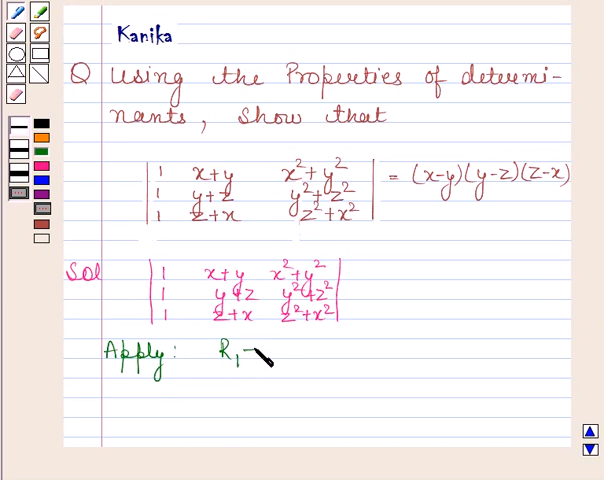 Kanika
Q Using the Properties of determi-
nants, show that
| 1 x+y x²+y² |
| 1 y+z y²+z² | = (x-y)(y-z)(z-x)
| 1 z+x z²+x² |
Sol | 1 x+y x²+y² |
| 1 y+z y²+z² |
| 1 z+x z²+x² |
Apply: R₁ -